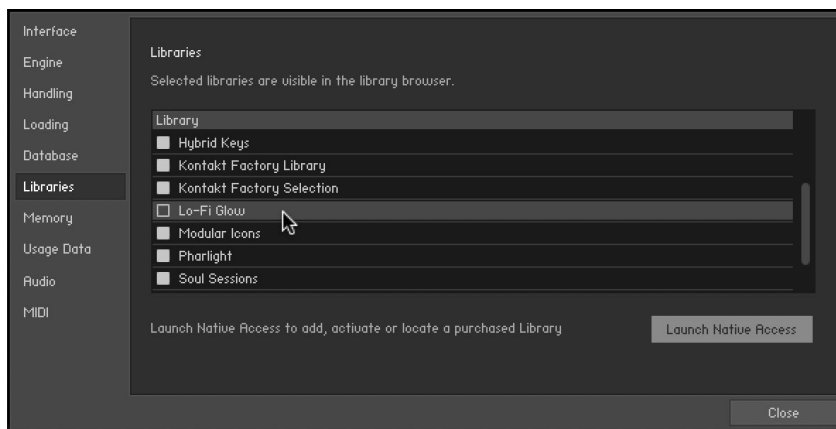 Interface
Engine
Handling
Loading
Database
Libraries
Memory
Usage Data
Audio
MIDI
Libraries
Selected libraries are visible in the library browser.
Library
Hybrid Keys
Kontakt Factory Library
Kontakt Factory Selection
Lo-Fi Glow
Modular Icons
Pharlight
Soul Sessions
Launch Native Access to add, activate or locate a purchased Library
Launch Native Access
Close